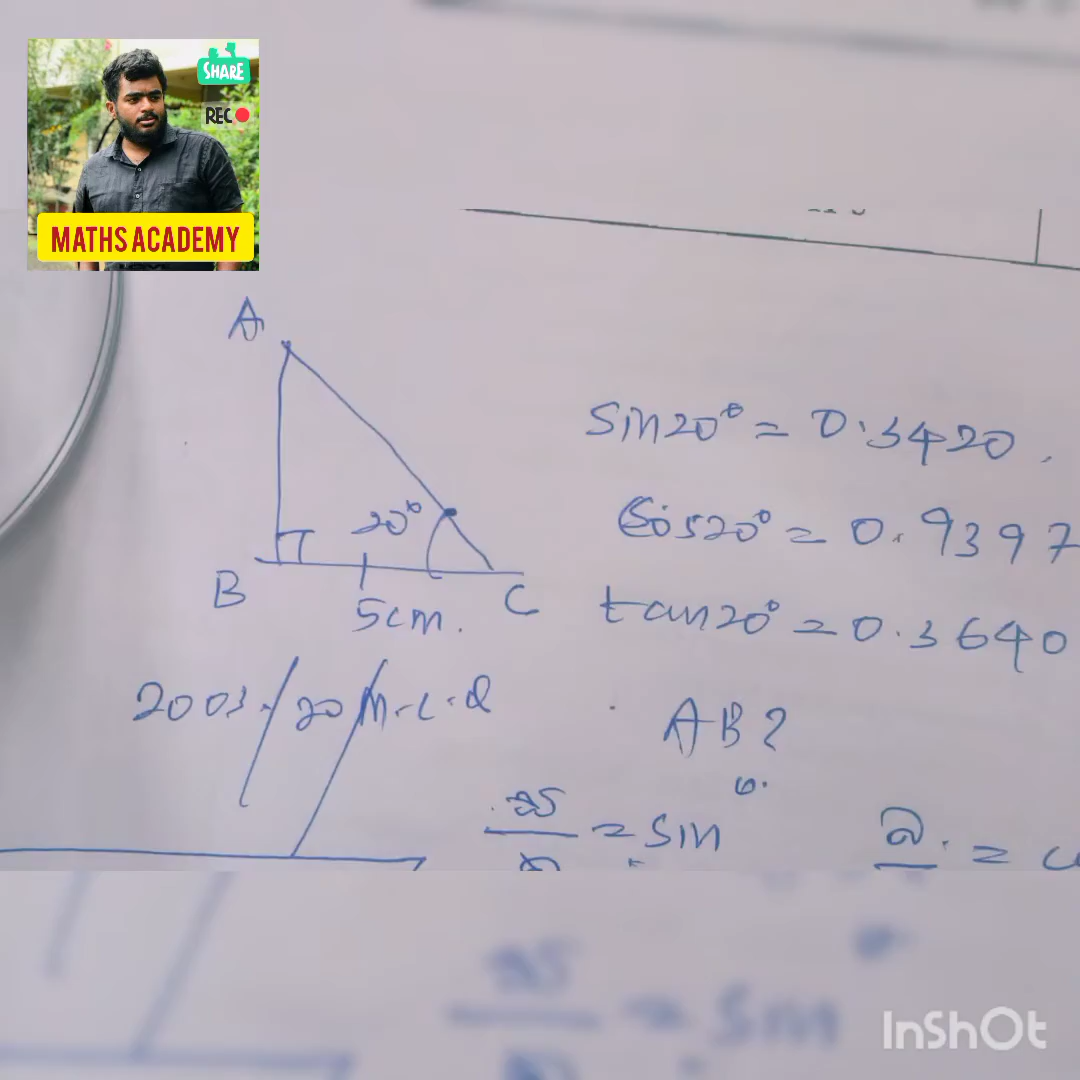 SHARE
REC
MATHS ACADEMY
A
sin20° = 0.3420
20°
cos20° = 0.9397
B
C
5cm.
tan20° = 0.3640
2003 / 20 M.C.Q
AB?
= sin
InShOt